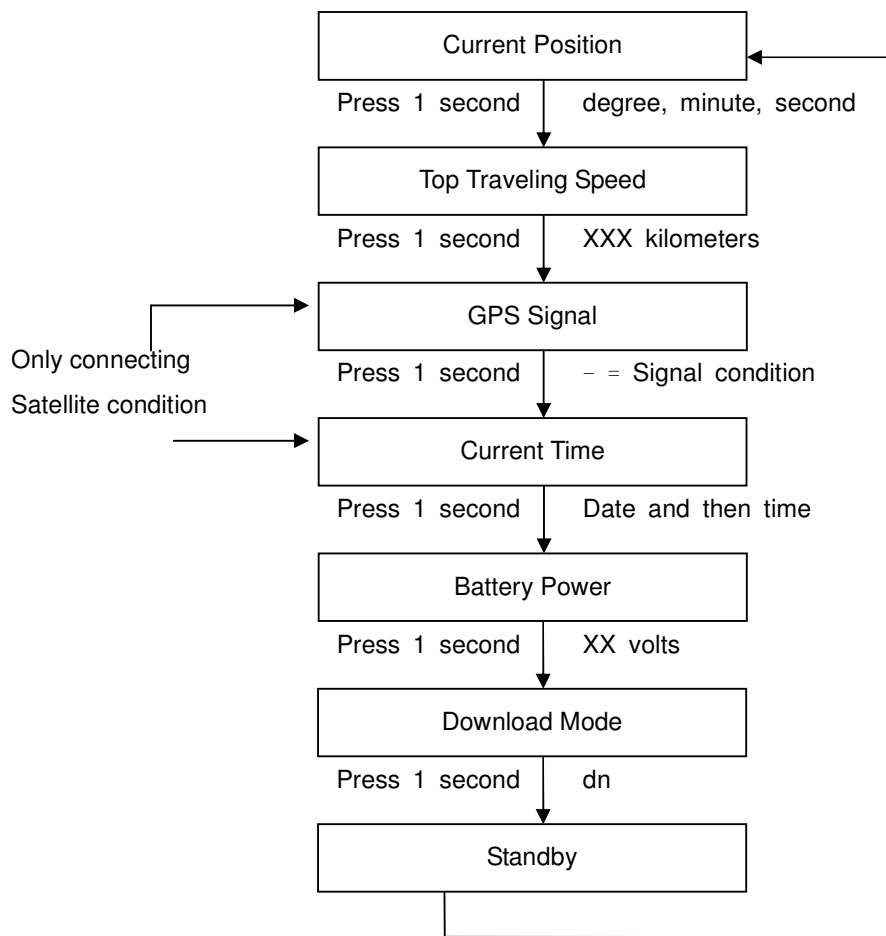 Current Position
Press 1 second degree, minute, second
Top Traveling Speed
Press 1 second XXX kilometers
GPS Signal
Only connecting
Press 1 second － ＝ Signal condition
Satellite condition
Current Time
Press 1 second Date and then time
Battery Power
Press 1 second XX volts
Download Mode
Press 1 second dn
Standby